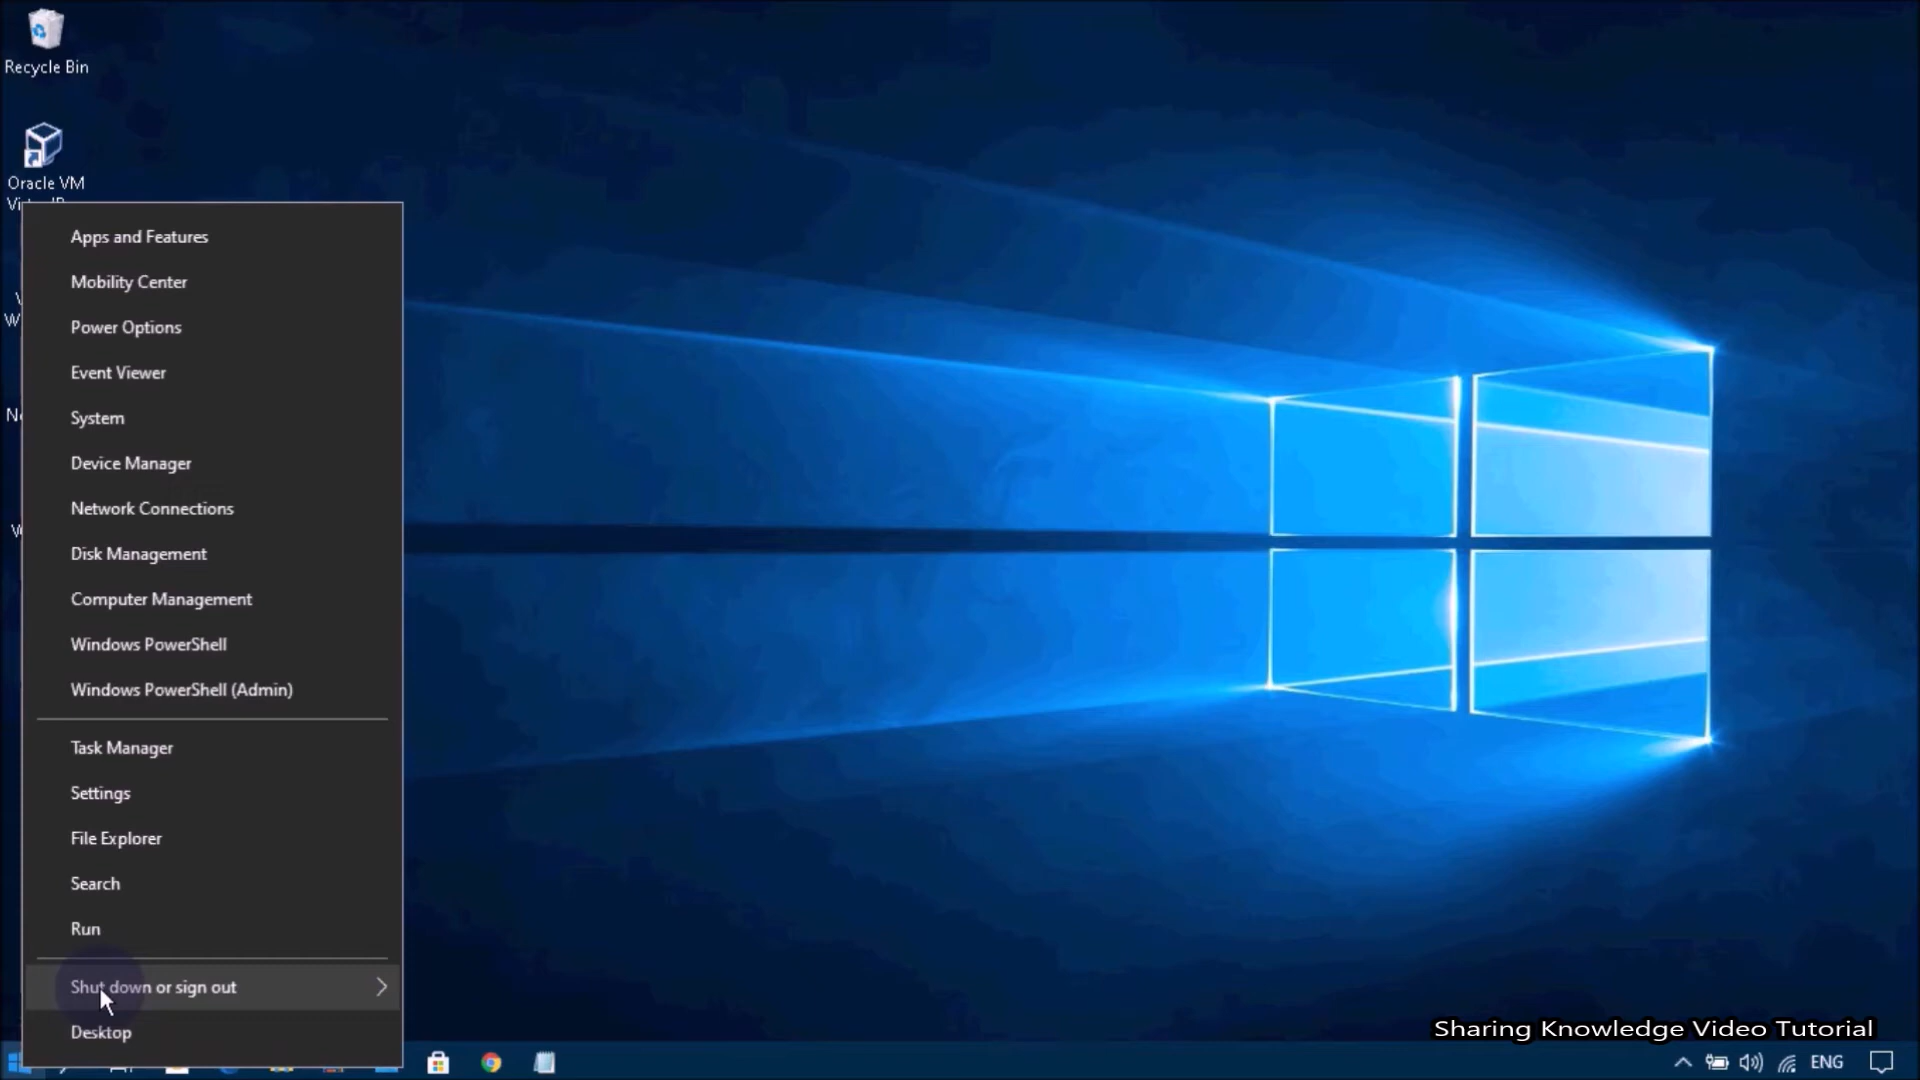 Recycle Bin
Oracle VM
Apps and Features
Mobility Center
Power Options
Event Viewer
System
Device Manager
Network Connections
Disk Management
Computer Management
Windows PowerShell
Windows PowerShell (Admin)
Task Manager
Settings
File Explorer
Search
Run
Shut down or sign out
Desktop
Sharing Knowledge Video Tutorial
ENG